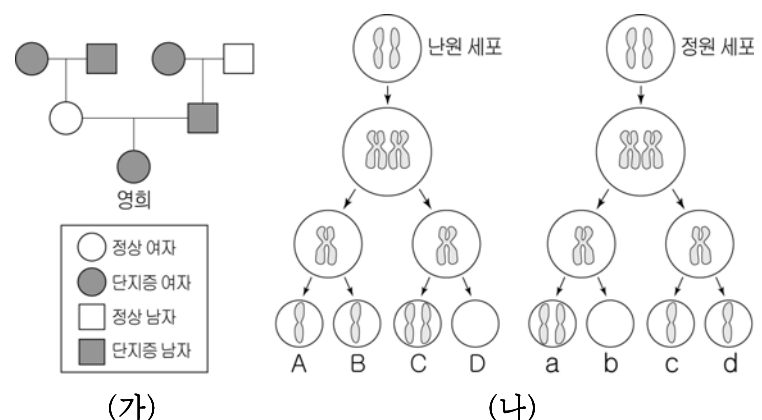 난원 세포
정원 세포
영희
정상 여자
단지증 여자
정상 남자
단지증 남자
A B C D a b c d
(가) (나)